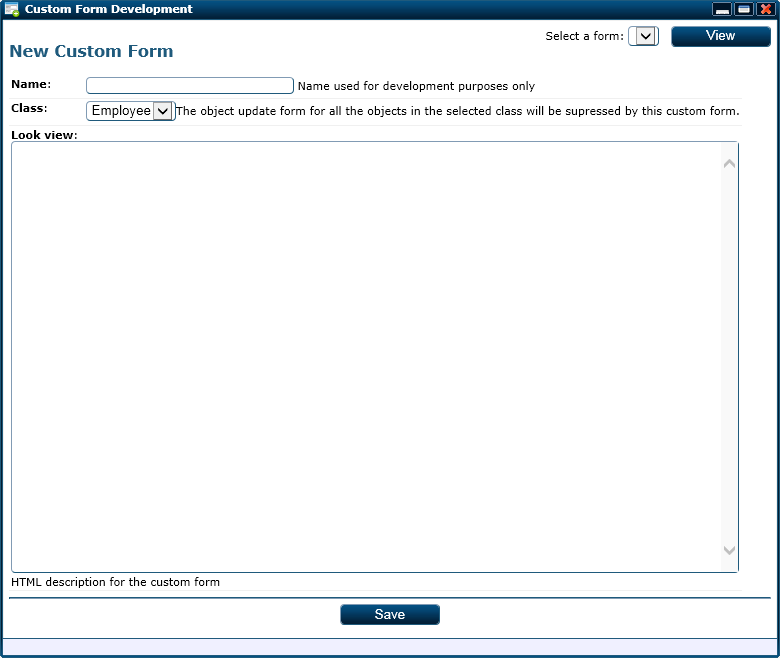 Custom Form Development
Select a form: View
New Custom Form
Name: Name used for development purposes only
Class: Employee The object update form for all the objects in the selected class will be supressed by this custom form.
Look view:
HTML description for the custom form
Save